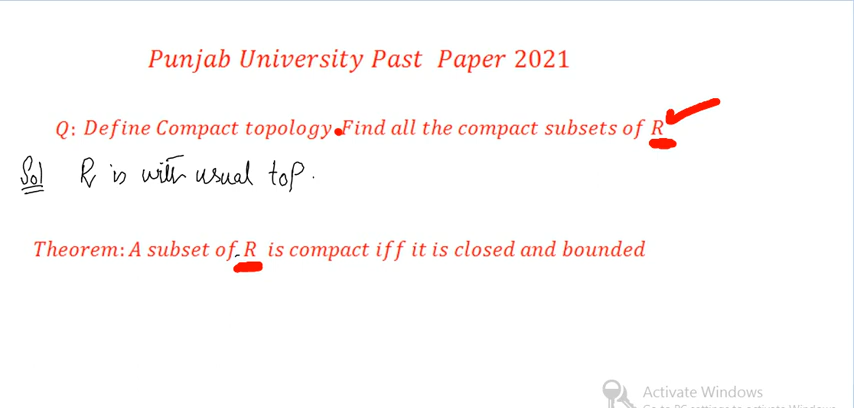 Punjab University Past Paper 2021
Q: Define Compact topology.Find all the compact subsets of R
Sol R is with usual top.
Theorem: A subset of R is compact iff it is closed and bounded
Activate Windows